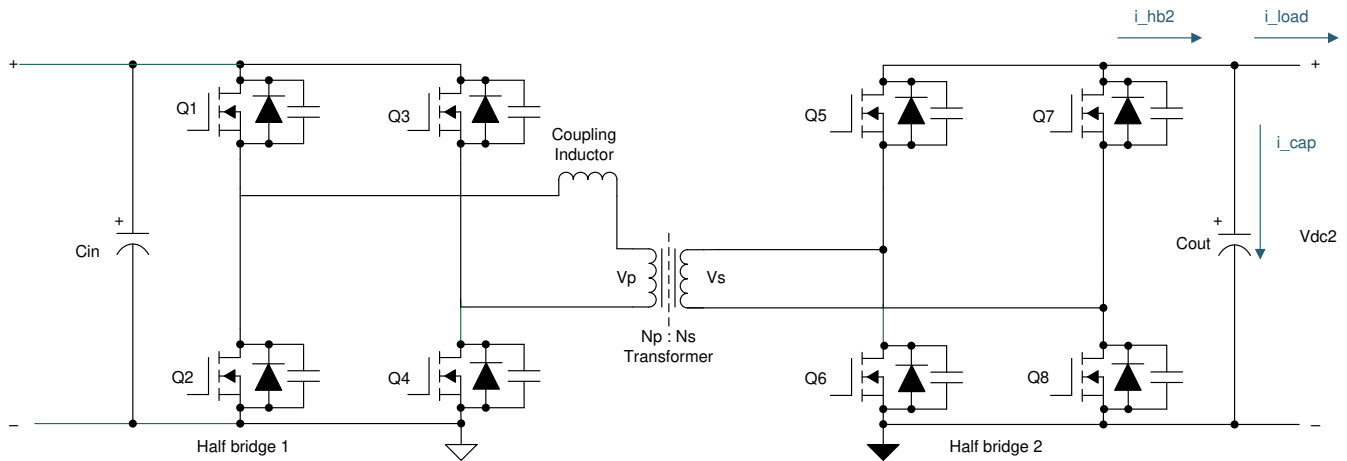 i_hb2
i_load
+
+
Q1
Q3
Q5
Q7
Coupling
Inductor
i_cap
+
Cin
+
Cout
Vdc2
Vp
Vs
Np : Ns
Transformer
Q2
Q4
Q6
Q8
–
–
Half bridge 1
Half bridge 2